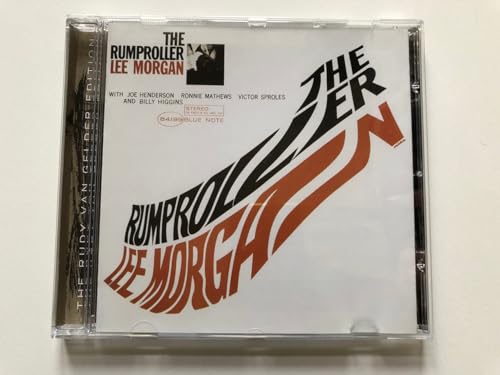 THE
RUMPROLLER
LEE MORGAN
WITH JOE HENDERSON RONNIE MATHEWS VICTOR SPROLES
AND BILLY HIGGINS
STEREO
84199 BLUE NOTE
THE
RUMPROLLER
LEE MORGAN
THE RUDY VAN GELDER EDITION